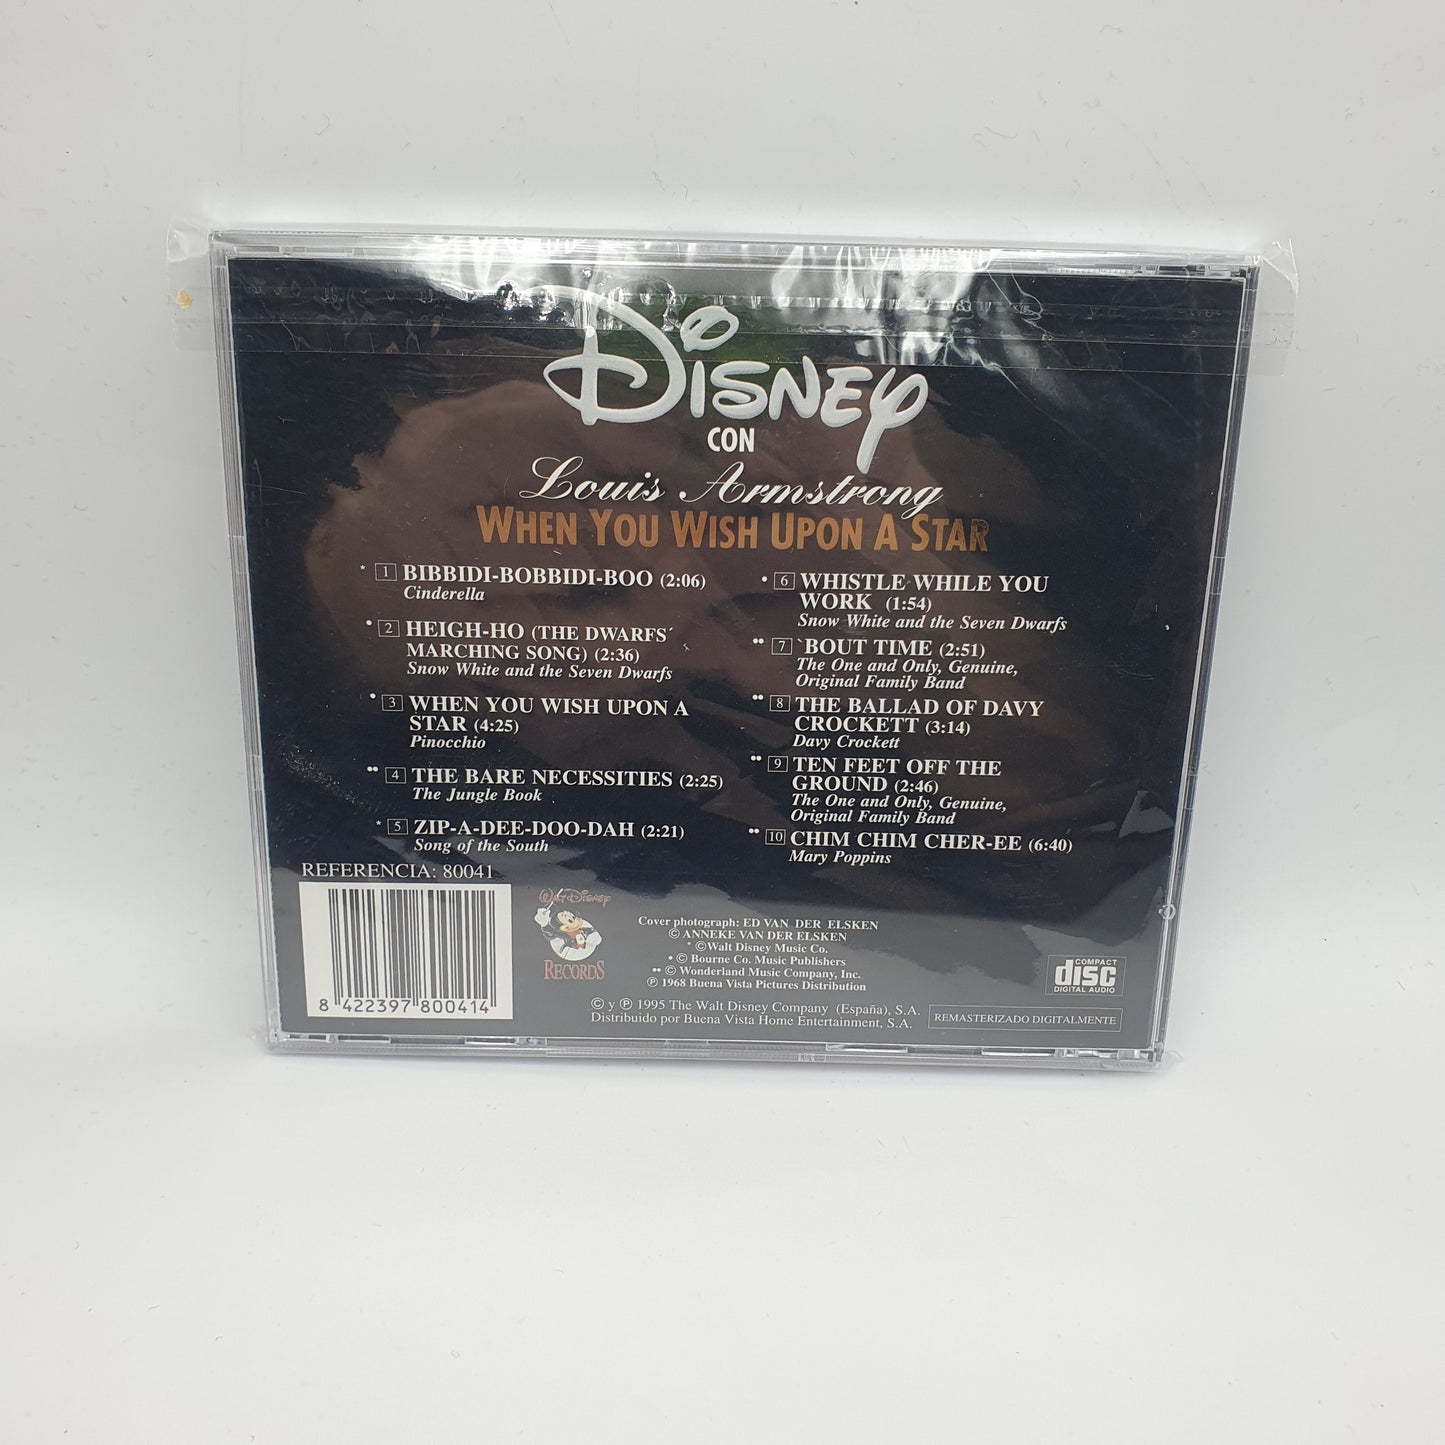 DISNEY
CON
Louis Armstrong
WHEN YOU WISH UPON A STAR
* 1 BIBBIDI-BOBBIDI-BOO (2:06)
Cinderella
• 2 HEIGH-HO (THE DWARFS´
MARCHING SONG) (2:36)
Snow White and the Seven Dwarfs
• 3 WHEN YOU WISH UPON A
STAR (4:25)
Pinocchio
•• 4 THE BARE NECESSITIES (2:25)
The Jungle Book
* 5 ZIP-A-DEE-DOO-DAH (2:21)
Song of the South
• 6 WHISTLE WHILE YOU
WORK (1:54)
Snow White and the Seven Dwarfs
•• 7 `BOUT TIME (2:51)
The One and Only, Genuine,
Original Family Band
•• 8 THE BALLAD OF DAVY
CROCKETT (3:14)
Davy Crockett
•• 9 TEN FEET OFF THE
GROUND (2:46)
The One and Only, Genuine,
Original Family Band
•• 10 CHIM CHIM CHER-EE (6:40)
Mary Poppins
REFERENCIA: 80041
8 422397 800414
WALT DISNEY
RECORDS
Cover photograph: ED VAN DER ELSKEN
© ANNEKE VAN DER ELSKEN
* ©Walt Disney Music Co.
• © Bourne Co. Music Publishers
•• © Wonderland Music Company, Inc.
℗ 1968 Buena Vista Pictures Distribution
© y ℗ 1995 The Walt Disney Company (España), S.A.
Distribuido por Buena Vista Home Entertainment, S.A.
COMPACT
disc
DIGITAL AUDIO
REMASTERIZADO DIGITALMENTE